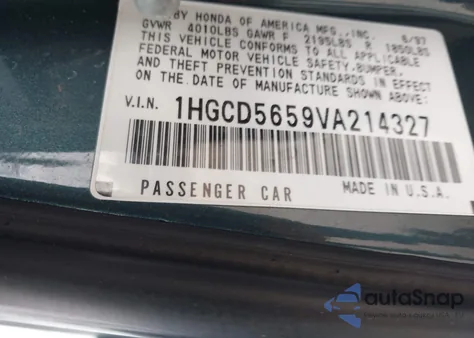 BY HONDA OF AMERICA MFG., INC. 6/97
GVWR 4010LBS GAWR F 2195LBS R 1850LBS
THIS VEHICLE CONFORMS TO ALL APPLICABLE
FEDERAL MOTOR VEHICLE SAFETY, BUMPER,
AND THEFT PREVENTION STANDARDS IN EFFECT
ON THE DATE OF MANUFACTURE SHOWN ABOVE.
V.I.N. 1HGCD5659VA214327
PASSENGER CAR MADE IN U.S.A.
autoSnap